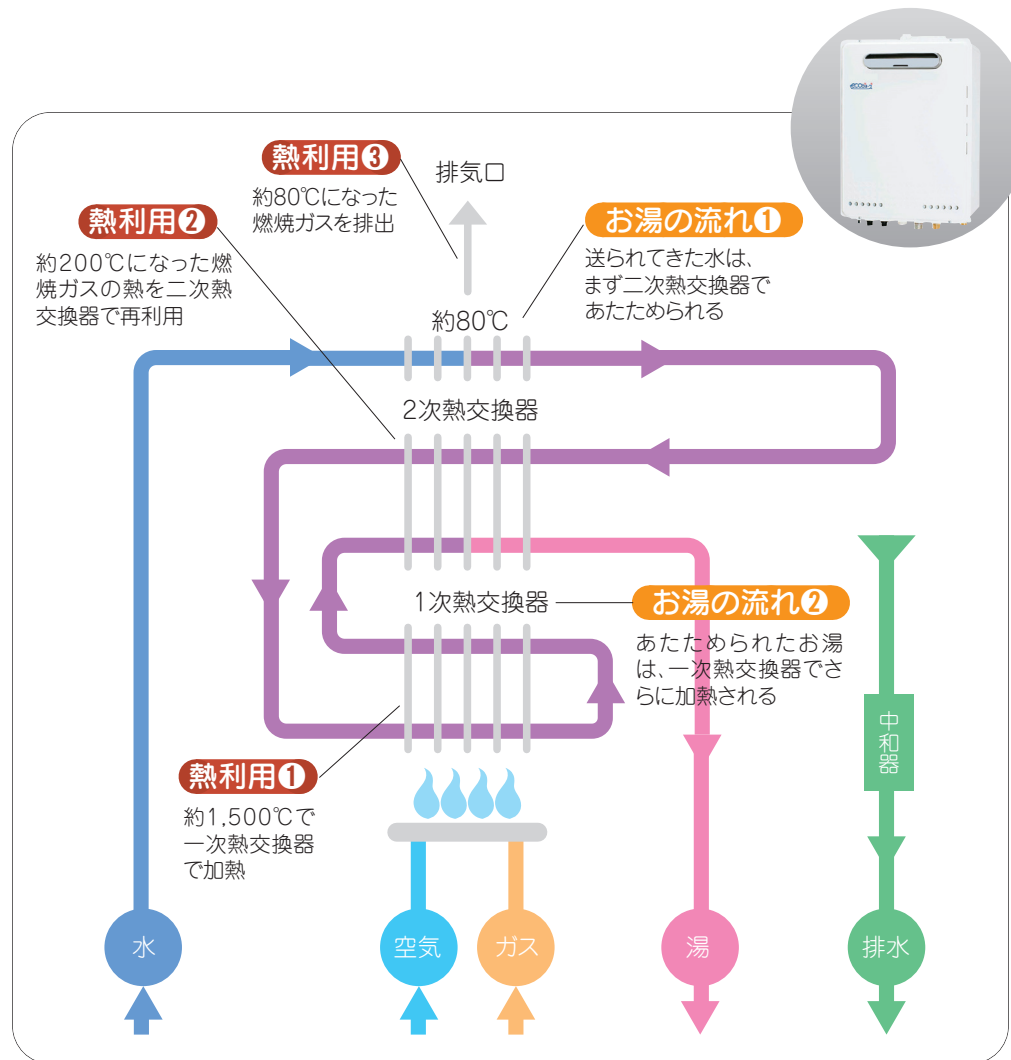 熱利用❸
約80℃になった
燃焼ガスを排出
排気口
熱利用❷
約200℃になった燃
焼ガスの熱を二次熱
交換器で再利用
お湯の流れ❶
送られてきた水は、
まず二次熱交換器で
あたためられる
約80℃
2次熱交換器
1次熱交換器
お湯の流れ❷
あたためられたお湯
は、一次熱交換器でさ
らに加熱される
熱利用❶
約1,500℃で
一次熱交換器
で加熱
中和器
水
空気
ガス
湯
排水